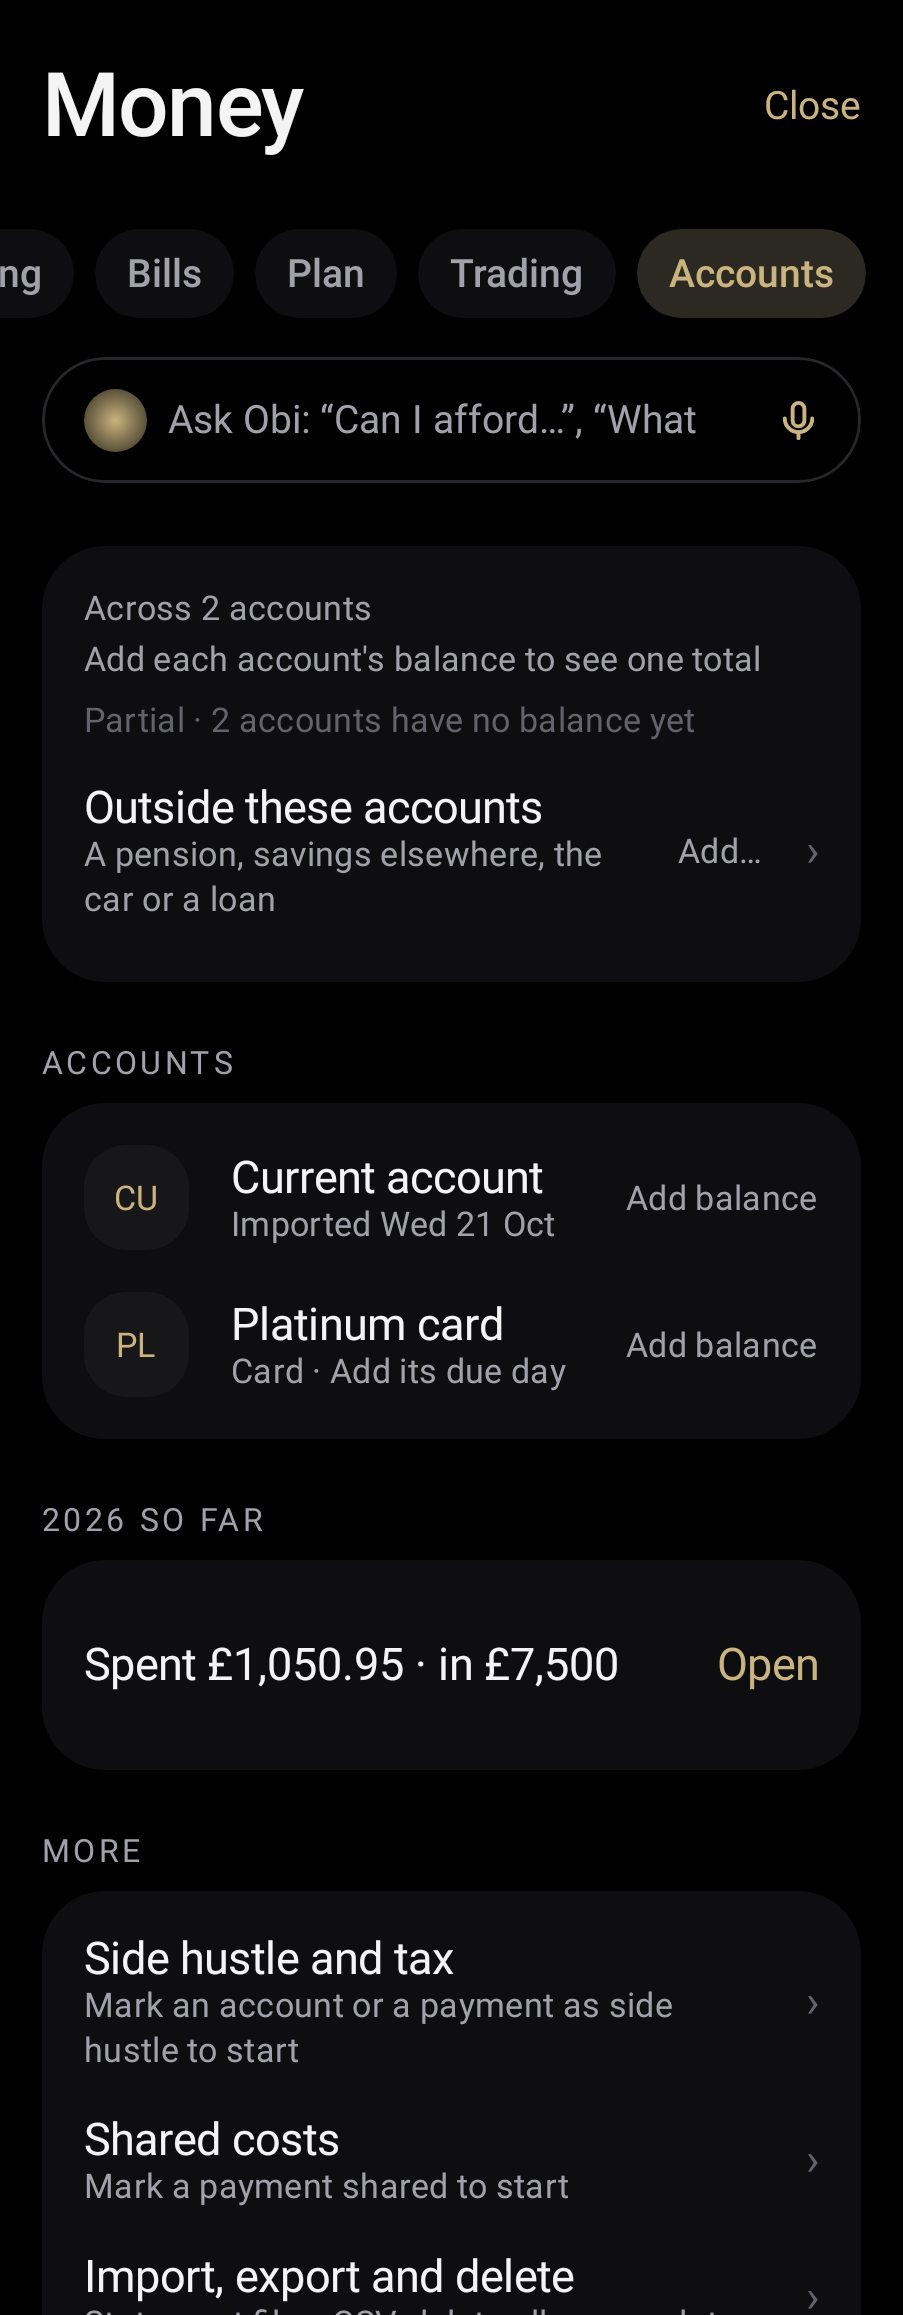 Money
Close
ng
Bills
Plan
Trading
Accounts
Ask Obi: “Can I afford…”, “What
Across 2 accounts
Add each account's balance to see one total
Partial · 2 accounts have no balance yet
Outside these accounts
A pension, savings elsewhere, the
car or a loan
Add… ›
ACCOUNTS
CU
Current account
Imported Wed 21 Oct
Add balance
PL
Platinum card
Card · Add its due day
Add balance
2026 SO FAR
Spent £1,050.95 · in £7,500
Open
MORE
Side hustle and tax
Mark an account or a payment as side
hustle to start
›
Shared costs
Mark a payment shared to start
›
Import, export and delete
›